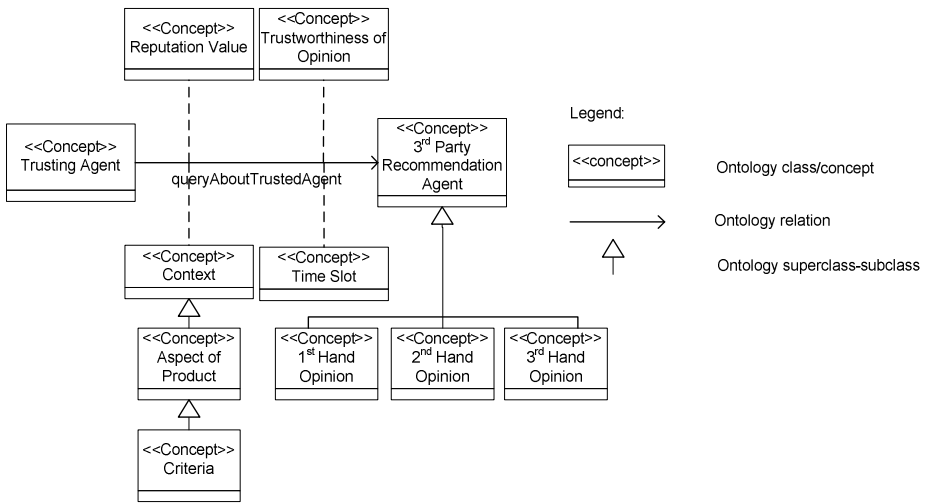 <<Concept>>
Reputation Value
<<Concept>>
Trustworthiness of
Opinion
<<Concept>>
Trusting Agent
queryAboutTrustedAgent
<<Concept>>
3rd Party
Recommendation
Agent
<<Concept>>
Context
<<Concept>>
Time Slot
<<Concept>>
Aspect of
Product
<<Concept>>
1st Hand
Opinion
<<Concept>>
2nd Hand
Opinion
<<Concept>>
3rd Hand
Opinion
<<Concept>>
Criteria
Legend:
<<concept>>
Ontology class/concept
Ontology relation
Ontology superclass-subclass